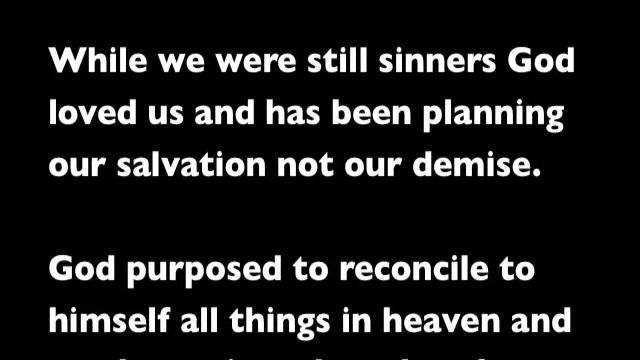 While we were still sinners God
loved us and has been planning
our salvation not our demise.
God purposed to reconcile to
himself all things in heaven and